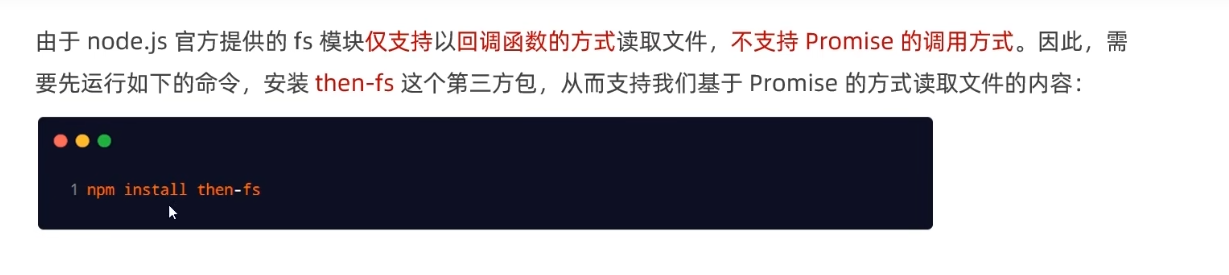 由于 node.js 官方提供的 fs 模块仅支持以回调函数的方式读取文件，不支持 Promise 的调用方式。因此，需
要先运行如下的命令，安装 then-fs 这个第三方包，从而支持我们基于 Promise 的方式读取文件的内容：
1 npm install then-fs